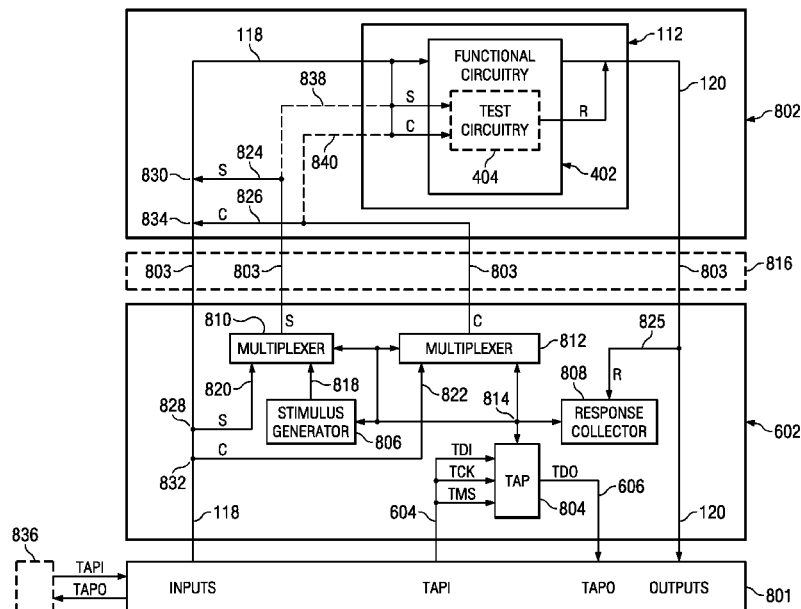 118
FUNCTIONAL
CIRCUITRY
112
838
S
TEST
CIRCUITRY
R
120
802
C
840
404
402
830
S
824
834
C
826
803
803
803
803
816
810
S
C
812
825
MULTIPLEXER
MULTIPLEXER
820
818
822
814
808
R
828
S
STIMULUS
GENERATOR
806
RESPONSE
COLLECTOR
602
832
C
TDI
TCK
TMS
TAP
TDO
804
606
118
604
120
836
TAPI
TAPO
INPUTS
TAPI
TAPO
OUTPUTS
801